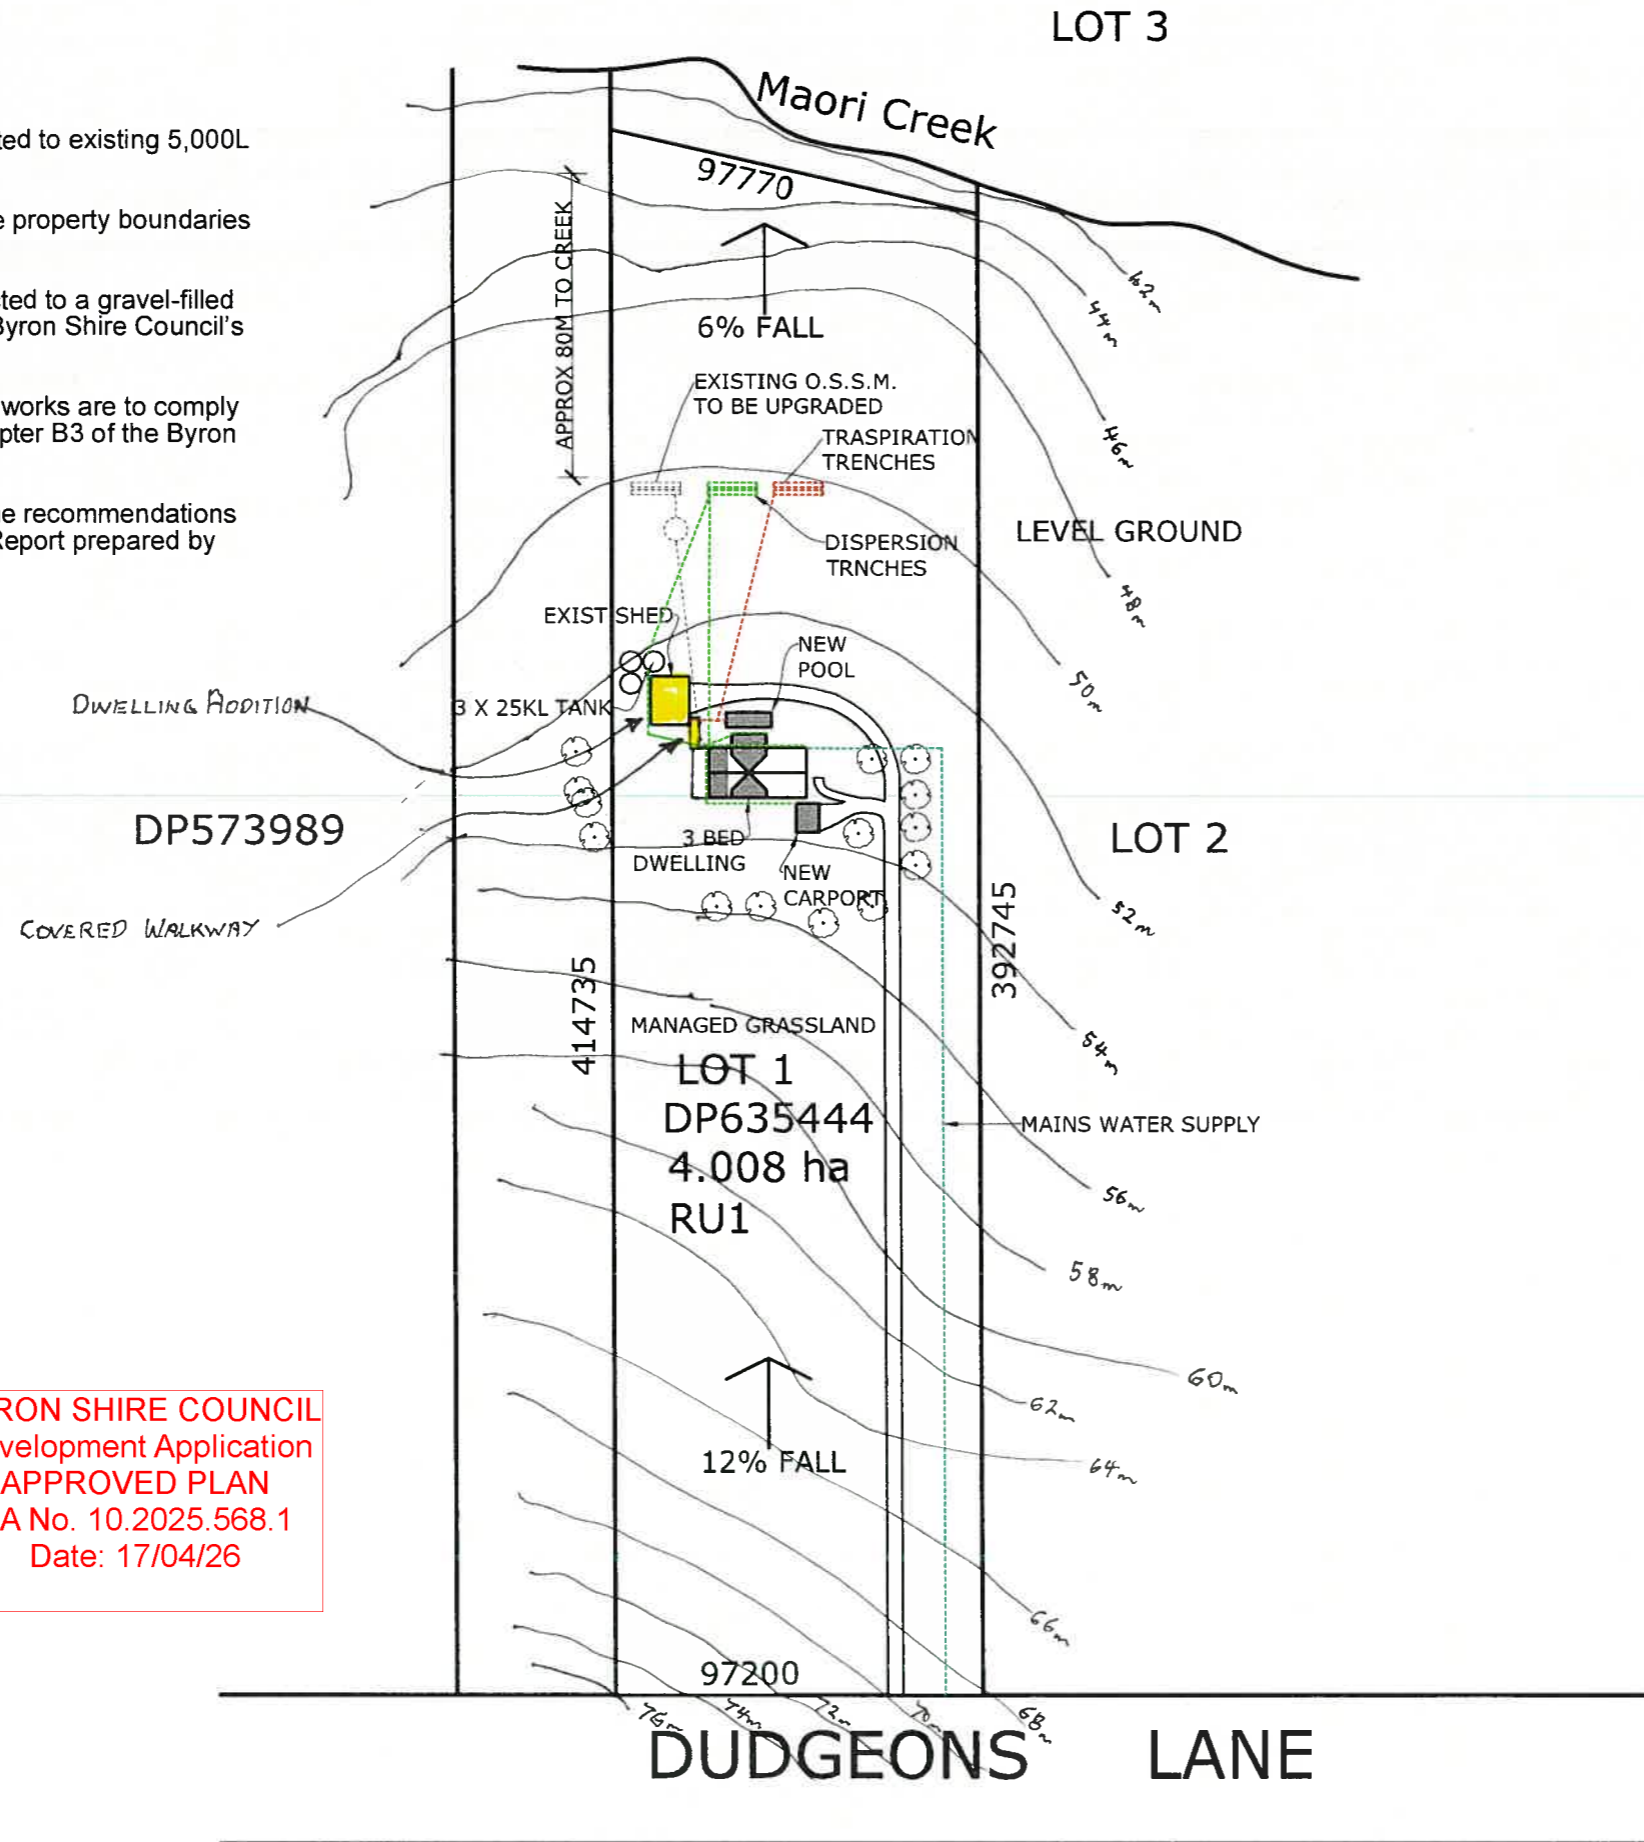 LOT 3
Maori Creek
ted to existing 5,000L
97770
e property boundaries
APPROX 80M TO CREEK
42m
sted to a gravel-filled
Byron Shire Council's
44m
6% FALL
EXISTING O.S.S.M.
TO BE UPGRADED
works are to comply
pter B3 of the Byron
TRASPIRATION
TRENCHES
46m
e recommendations
Report prepared by
LEVEL GROUND
DISPERSION
TRNCHES
48m
EXIST SHED
NEW
POOL
50m
DWELLING ADDITION
3 X 25KL TANK
DP573989
LOT 2
3 BED
DWELLING
NEW
CARPORT
52m
COVERED WALKWAY
392745
414735
MANAGED GRASSLAND
54m
LOT 1
DP635444
4.008 ha
RU1
MAINS WATER SUPPLY
56m
58m
60m
62m
64m
12% FALL
RON SHIRE COUNCIL
velopment Application
APPROVED PLAN
A No. 10.2025.568.1
Date: 17/04/26
66m
97200
76m
74m
72m
70m
68m
DUDGEONS LANE